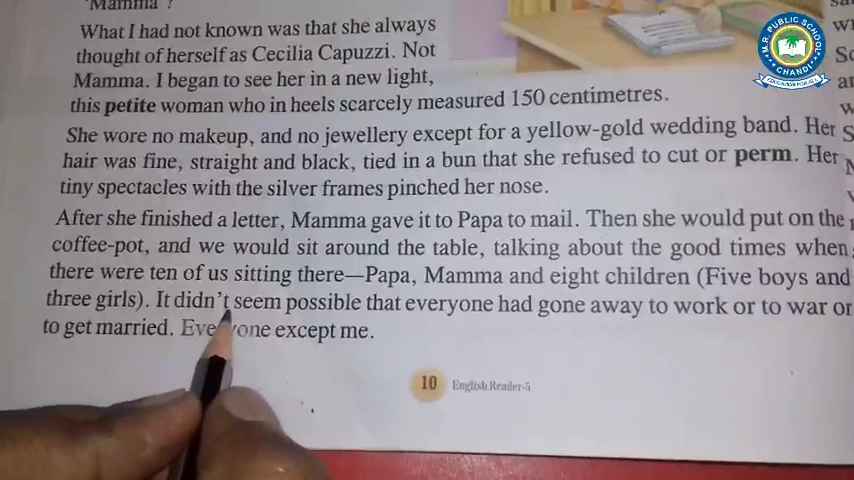 'Mamma'?
What I had not known was that she always
thought of herself as Cecilia Capuzzi. Not
Mamma. I began to see her in a new light,
this petite woman who in heels scarcely measured 150 centimetres.
She wore no makeup, and no jewellery except for a yellow-gold wedding band. Her
hair was fine, straight and black, tied in a bun that she refused to cut or perm. Her
tiny spectacles with the silver frames pinched her nose.
After she finished a letter, Mamma gave it to Papa to mail. Then she would put on the
coffee-pot, and we would sit around the table, talking about the good times when
there were ten of us sitting there—Papa, Mamma and eight children (Five boys and
three girls). It didn't seem possible that everyone had gone away to work or to war or
to get married. Everyone except me.
10 English Reader-5
M.R. PUBLIC SCHOOL
CHANDI